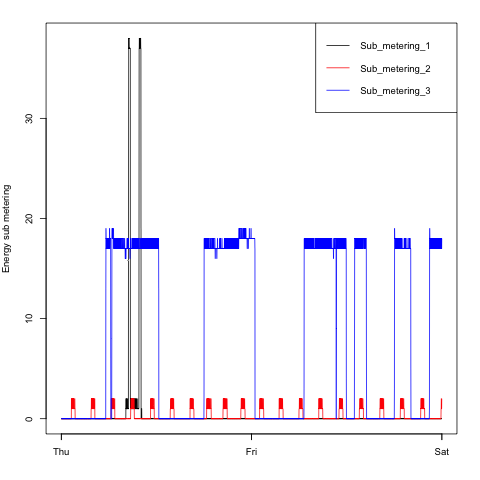 Sub_metering_1
Sub_metering_2
Sub_metering_3
Energy sub metering
30
20
10
0
Thu Fri Sat